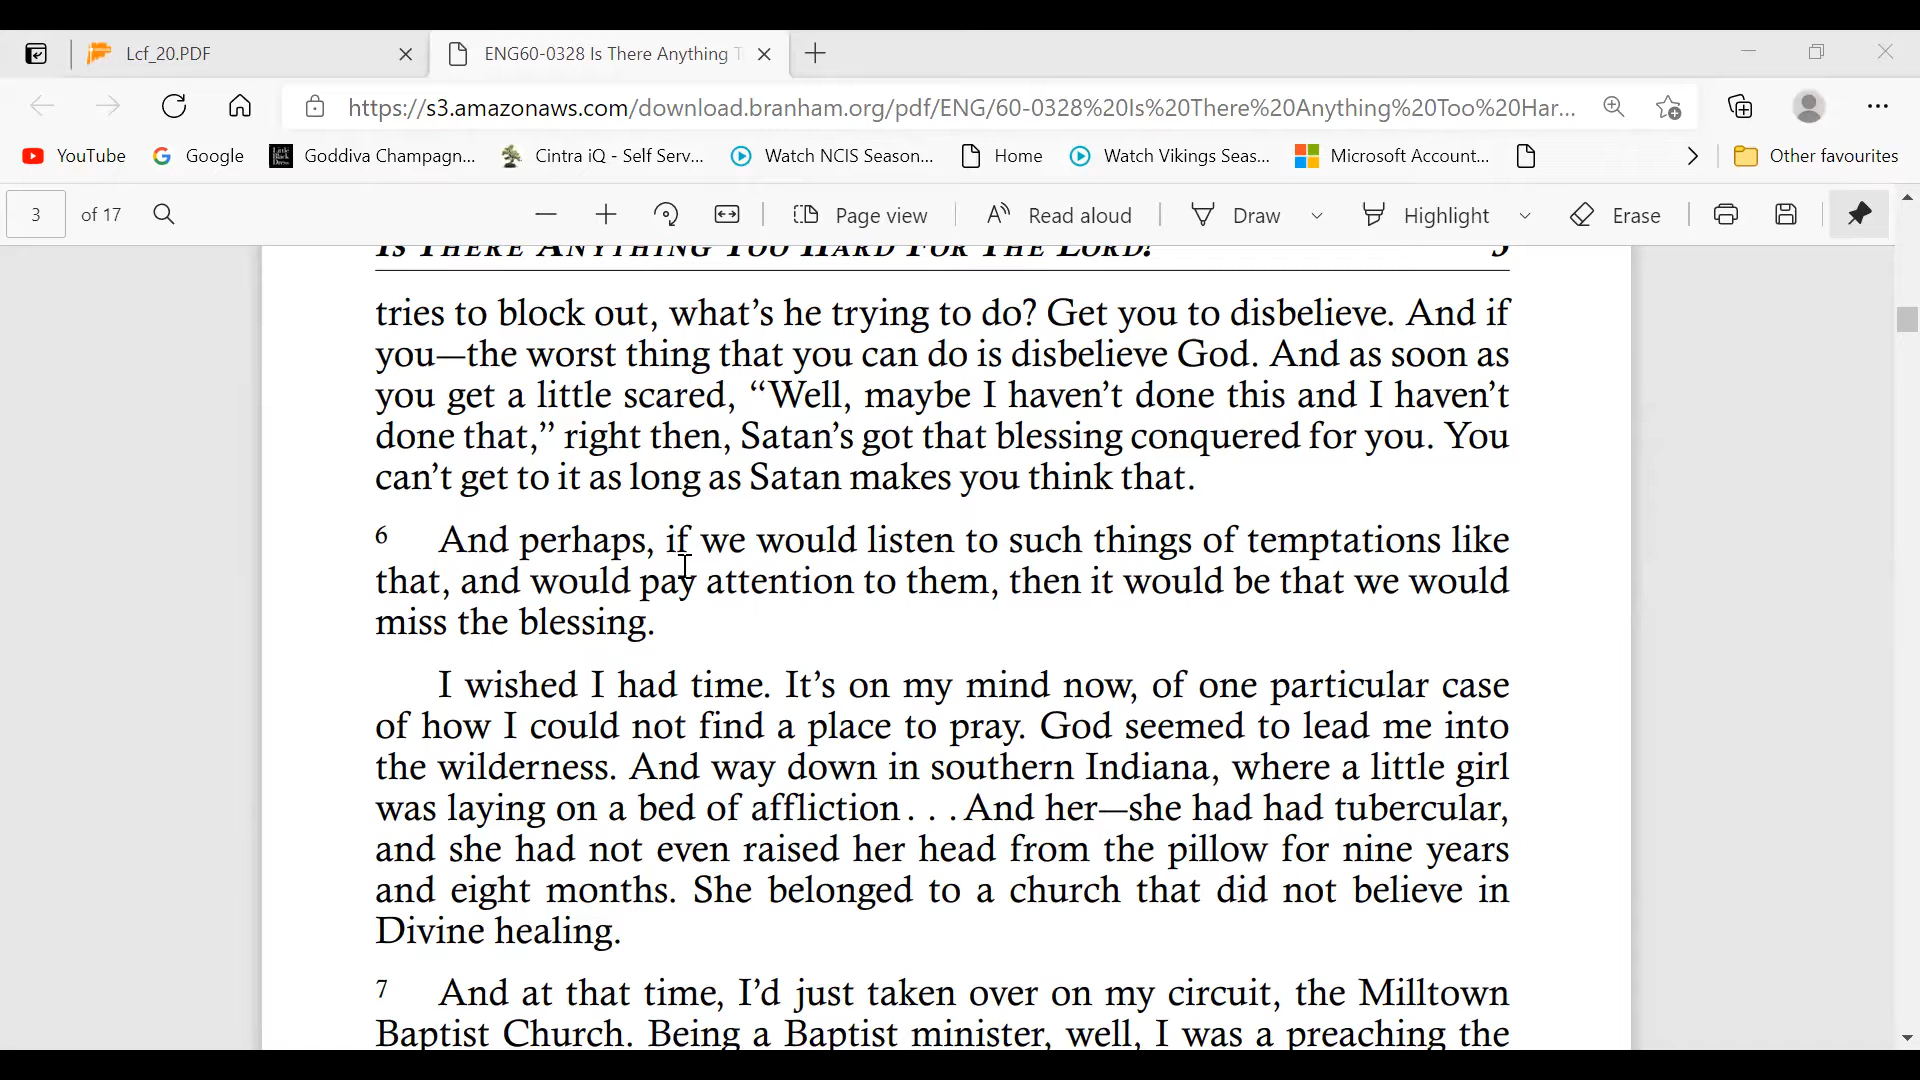 Lcf_20.PDF
ENG60-0328 Is There Anything T
https://s3.amazonaws.com/download.branham.org/pdf/ENG/60-0328%20Is%20There%20Anything%20Too%20Har...
YouTube Google Goddiva Champagn... Cintra iQ - Self Serv... Watch NCIS Season... Home Watch Vikings Seas... Microsoft Account... Other favourites
3 of 17 Page view Read aloud Draw Highlight Erase
IS THERE ANYTHING TOO HARD FOR THE LORD? 3
tries to block out, what’s he trying to do? Get you to disbelieve. And if
you—the worst thing that you can do is disbelieve God. And as soon as
you get a little scared, “Well, maybe I haven’t done this and I haven’t
done that,” right then, Satan’s got that blessing conquered for you. You
can’t get to it as long as Satan makes you think that.
6 And perhaps, if we would listen to such things of temptations like
that, and would pay attention to them, then it would be that we would
miss the blessing.
I wished I had time. It’s on my mind now, of one particular case
of how I could not find a place to pray. God seemed to lead me into
the wilderness. And way down in southern Indiana, where a little girl
was laying on a bed of affliction. . . And her—she had had tubercular,
and she had not even raised her head from the pillow for nine years
and eight months. She belonged to a church that did not believe in
Divine healing.
7 And at that time, I’d just taken over on my circuit, the Milltown
Baptist Church. Being a Baptist minister, well, I was a preaching the